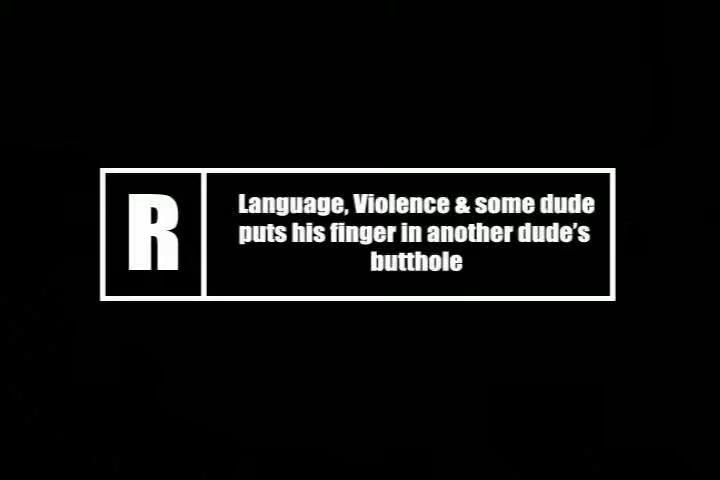 R
Language, Violence & some dude
puts his finger in another dude's
butthole